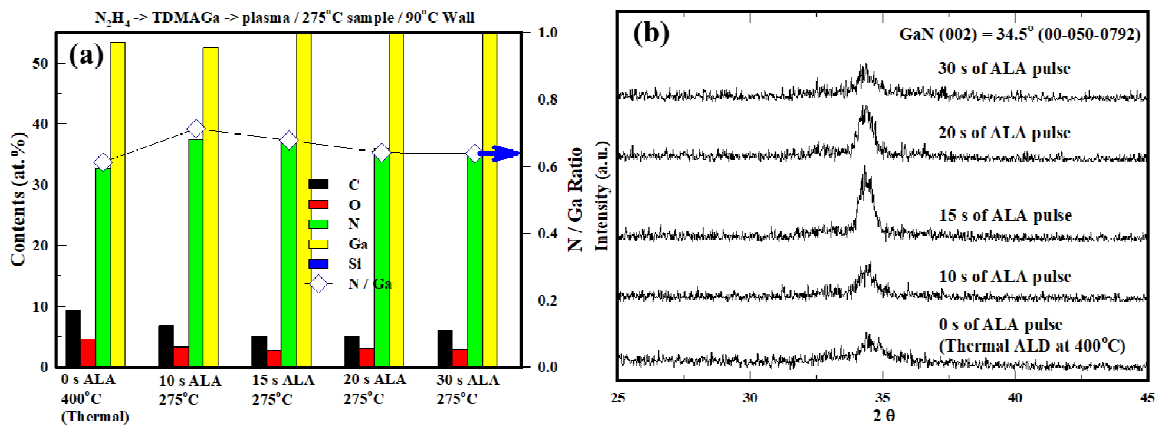 N₂H₄ -> TDMAGa -> plasma / 275°C sample / 90°C Wall
(a)
Contents (at.%)
50
40
30
20
10
0
1.0
0.8
0.6
0.4
0.2
0.0
N / Ga Ratio
C
O
N
Ga
Si
N / Ga
0 s ALA
400°C
(Thermal)
10 s ALA
275°C
15 s ALA
275°C
20 s ALA
275°C
30 s ALA
275°C
(b)
GaN (002) = 34.5° (00-050-0792)
30 s of ALA pulse
20 s of ALA pulse
15 s of ALA pulse
10 s of ALA pulse
0 s of ALA pulse
(Thermal ALD at 400°C)
Intensity (a.u.)
25 30 35 40 45
2 θ